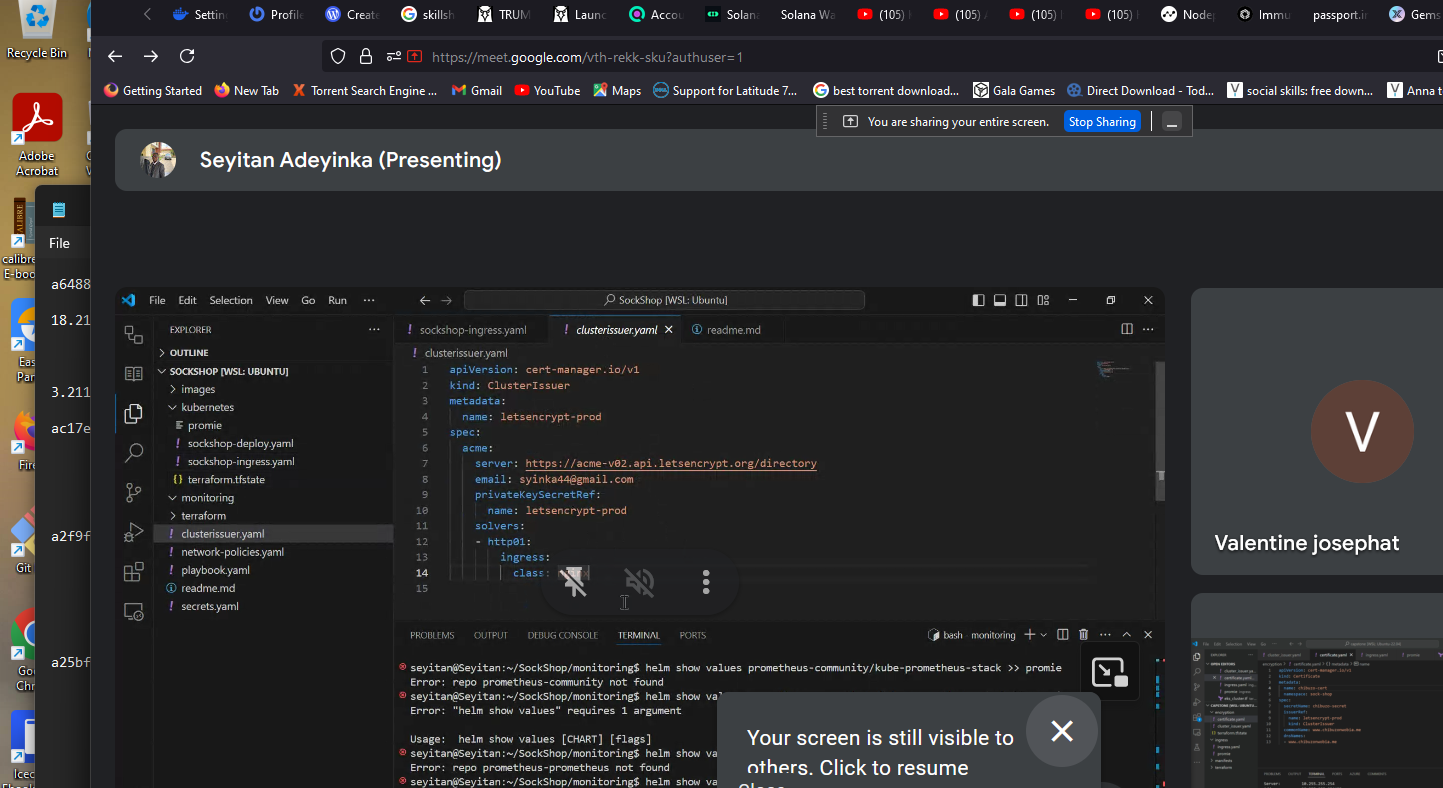 Recycle Bin
Adobe
Acrobat
CALIBRE
calibre
E-boo
Eas
Par
Fire
Git
Goo
Chr
Icec
File
a6488
18.21
3.211
ac17e
a2f9f
a25bf
Settin
Profile
Create
skillsh
TRUM
Launc
Accou
Solana
Solana Wa
(105)
(105)
(105)
(105)
Node
Immu
passport.i
Gems
https://meet.google.com/vth-rekk-sku?authuser=1
Getting Started
New Tab
Torrent Search Engine ...
Gmail
YouTube
Maps
Support for Latitude 7...
best torrent download...
Gala Games
Direct Download - Tod...
social skills: free down...
Anna t
You are sharing your entire screen.
Stop Sharing
Seyitan Adeyinka (Presenting)
File Edit Selection View Go Run ···
SockShop [WSL: Ubuntu]
EXPLORER
OUTLINE
SOCKSHOP [WSL: UBUNTU]
images
kubernetes
promie
sockshop-deploy.yaml
sockshop-ingress.yaml
terraform.tfstate
monitoring
terraform
clusterissuer.yaml
network-policies.yaml
playbook.yaml
readme.md
secrets.yaml
sockshop-ingress.yaml
clusterissuer.yaml
readme.md
clusterissuer.yaml
1 apiVersion: cert-manager.io/v1
2 kind: ClusterIssuer
3 metadata:
4 name: letsencrypt-prod
5 spec:
6 acme:
7 server: https://acme-v02.api.letsencrypt.org/directory
8 email: syinka44@gmail.com
9 privateKeySecretRef:
10 name: letsencrypt-prod
11 solvers:
12 - http01:
13 ingress:
14 class:
15
PROBLEMS OUTPUT DEBUG CONSOLE TERMINAL PORTS
bash - monitoring
seyitan@Seyitan:~/SockShop/monitoring$ helm show values prometheus-community/kube-prometheus-stack >> promie
Error: repo prometheus-community not found
seyitan@Seyitan:~/SockShop/monitoring$ helm show val
Error: "helm show values" requires 1 argument
Usage: helm show values [CHART] [flags]
seyitan@Seyitan:~/SockShop/monitoring$ helm show va
Error: repo prometheus-prometheus not found
seyitan@Seyitan:~/SockShop/monitoring$ helm show va
Your screen is still visible to
others. Click to resume
Close
V
Valentine josephat